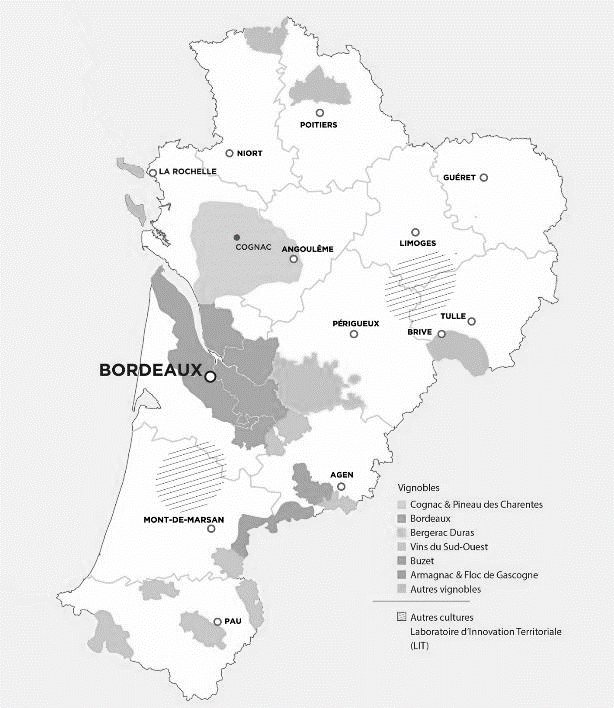 POITIERS
NIORT
LA ROCHELLE
GUÉRET
COGNAC
ANGOULÊME
LIMOGES
PÉRIGUEUX
TULLE
BRIVE
BORDEAUX
AGEN
MONT-DE-MARSAN
PAU
Vignobles
Cognac & Pineau des Charentes
Bordeaux
Bergerac Duras
Vins du Sud-Ouest
Buzet
Armagnac & Floc de Gascogne
Autres vignobles
Autres cultures
Laboratoire d'Innovation Territoriale
(LIT)